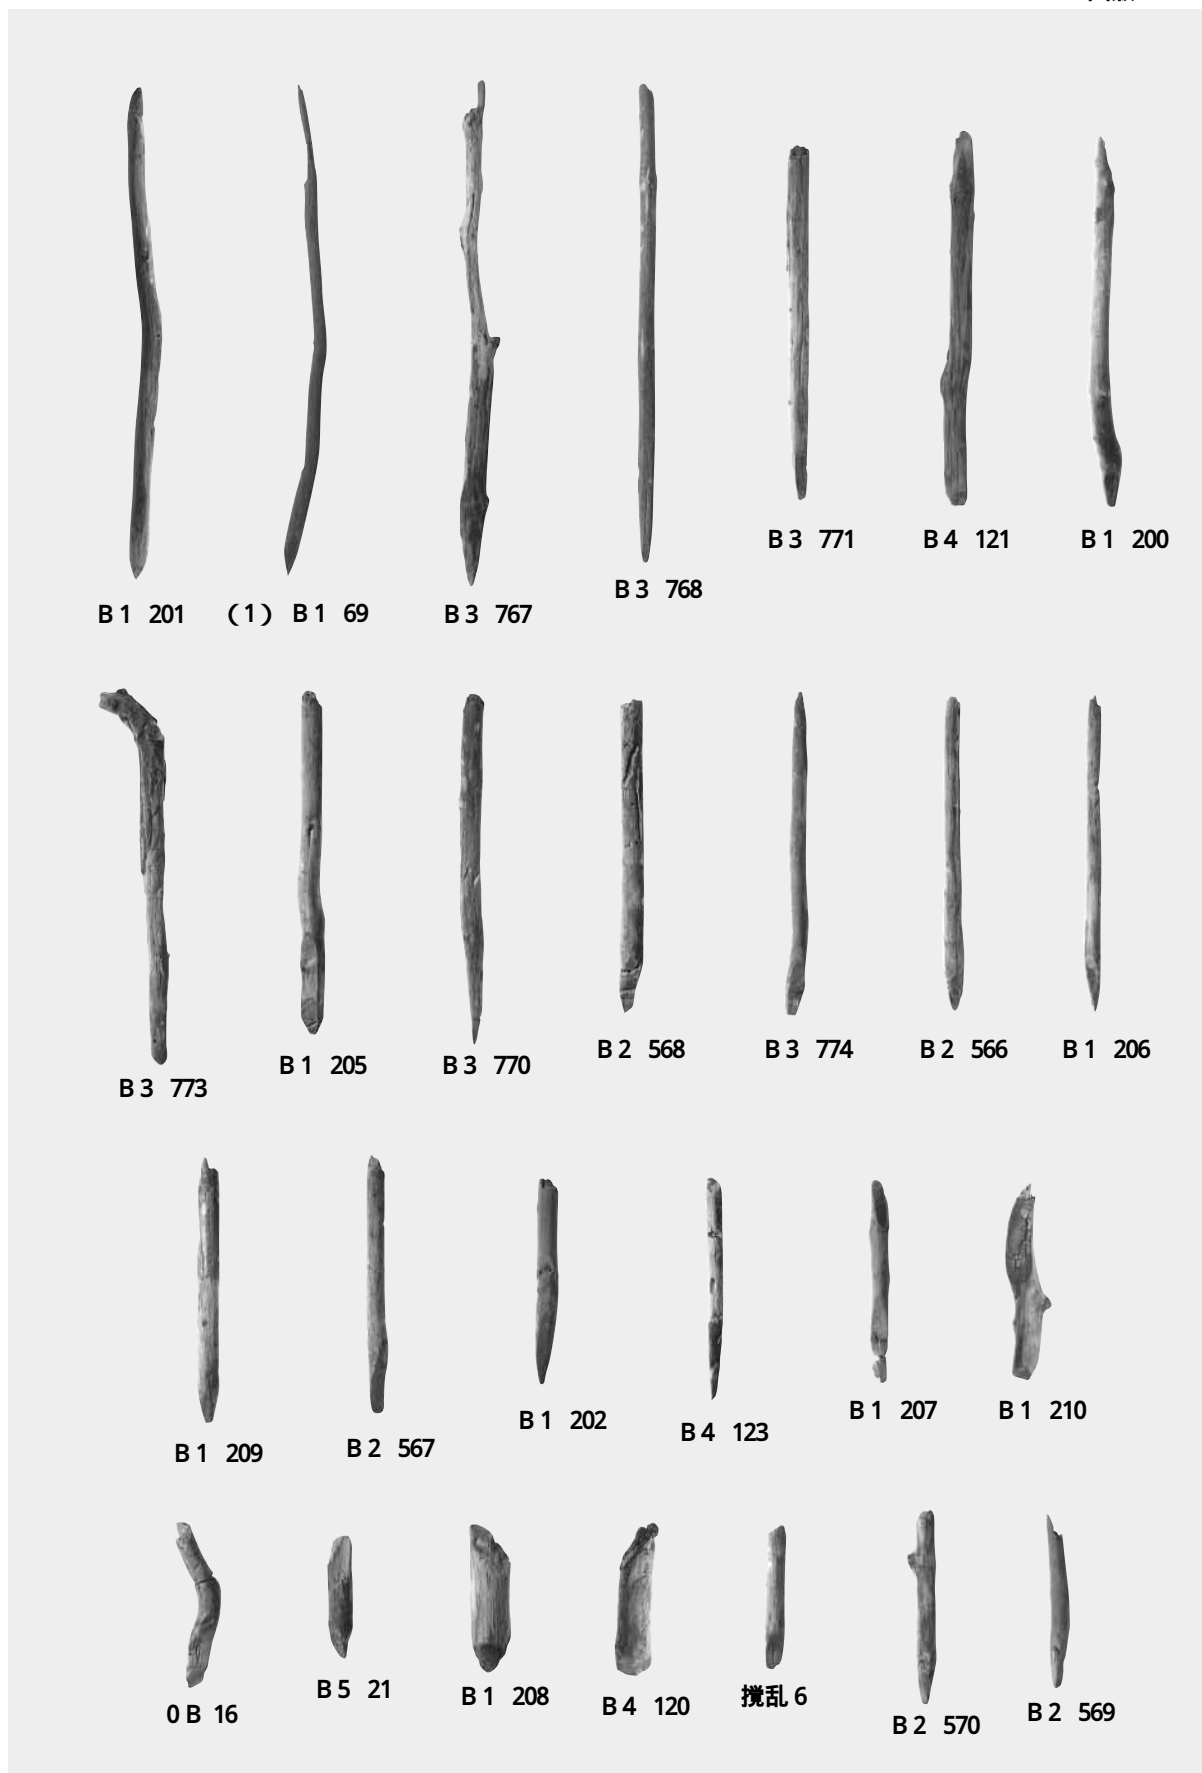 B 1 201
(1) B 1 69
B 3 767
B 3 768
B 3 771
B 4 121
B 1 200
B 3 773
B 1 205
B 3 770
B 2 568
B 3 774
B 2 566
B 1 206
B 1 209
B 2 567
B 1 202
B 4 123
B 1 207
B 1 210
0 B 16
B 5 21
B 1 208
B 4 120
撹乱 6
B 2 570
B 2 569